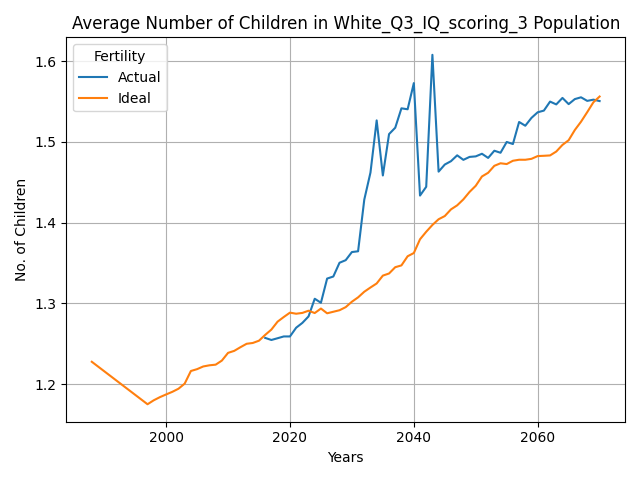 Average Number of Children in White_Q3_IQ_scoring_3 Population
Fertility
Actual
Ideal
No. of Children
1.6
1.5
1.4
1.3
1.2
2000 2020 2040 2060
Years